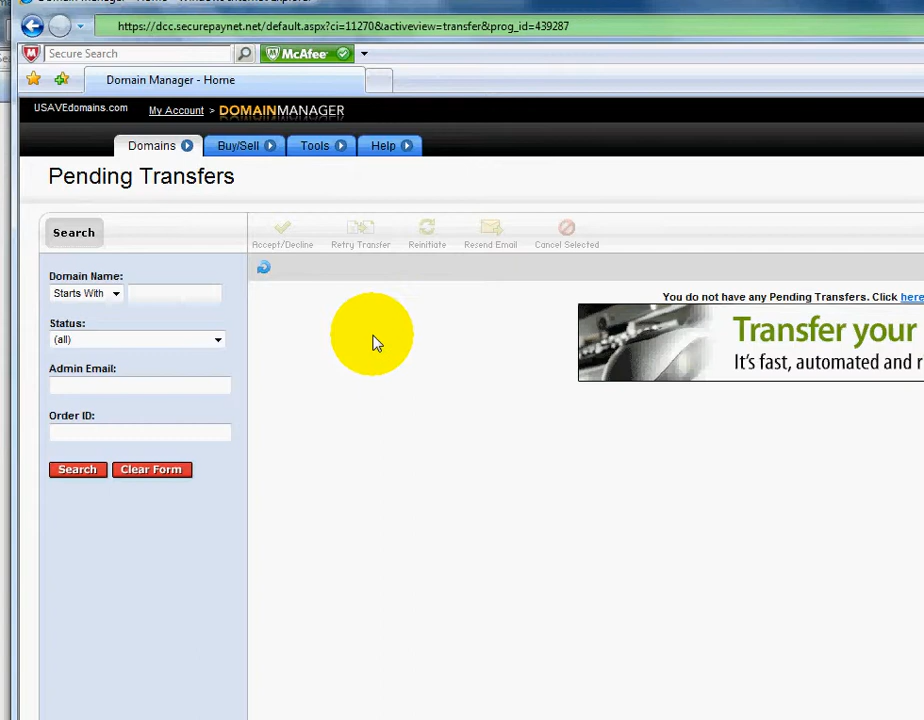 https://dcc.securepaynet.net/default.aspx?ci=11270&activeview=transfer&prog_id=439287
Secure Search
McAfee
Domain Manager - Home
USAVEdomains.com My Account > DOMAINMANAGER
Domains Buy/Sell Tools Help
Pending Transfers
Search
Accept/Decline Retry Transfer Reinitiate Resend Email Cancel Selected
Domain Name:
Starts With
You do not have any Pending Transfers. Click here
Status:
(all)
Transfer your
It's fast, automated and r
Admin Email:
Order ID:
Search Clear Form